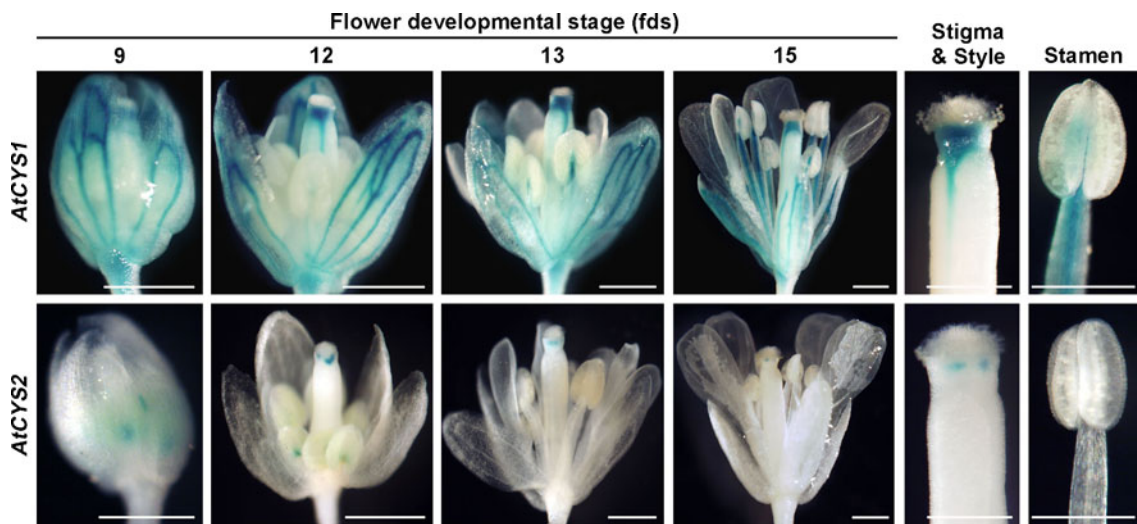 Flower developmental stage (fds)
9 12 13 15
Stigma
& Style
Stamen
AtCYS1
AtCYS2